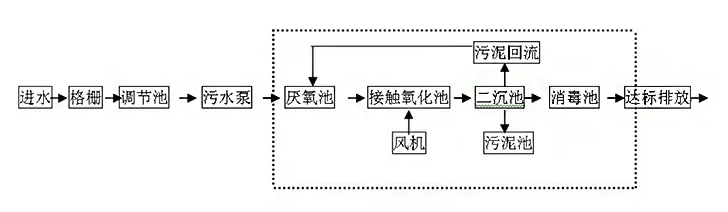 污泥回流
进水 格栅 调节池 污水泵 厌氧池 接触氧化池 二沉池 消毒池 达标排放
风机 污泥池